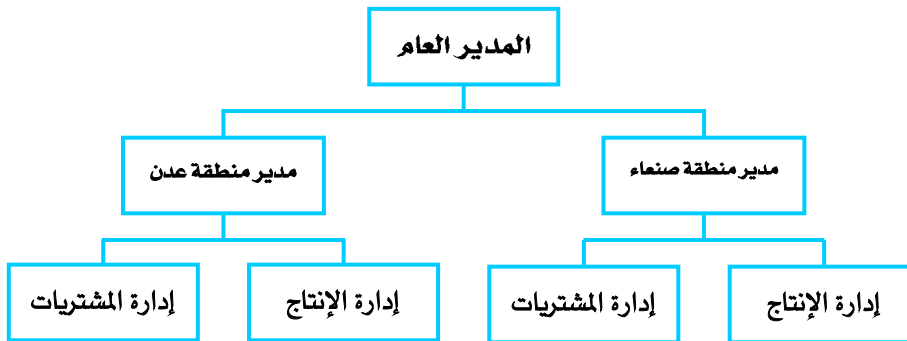 المدير العام
مدير منطقة صنعاء
مدير منطقة عدن
إدارة الإنتاج
إدارة المشتريات
إدارة الإنتاج
إدارة المشتريات